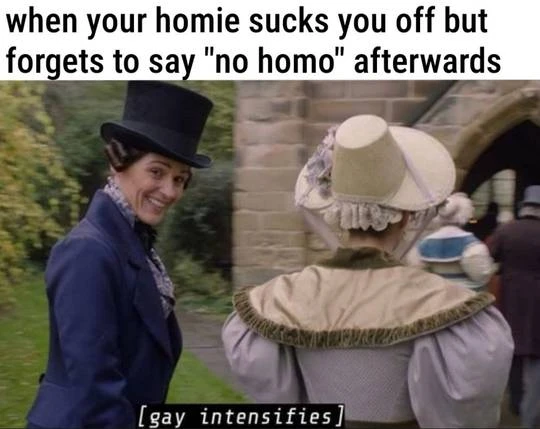 when your homie sucks you off but
forgets to say "no homo" afterwards
[gay intensifies]